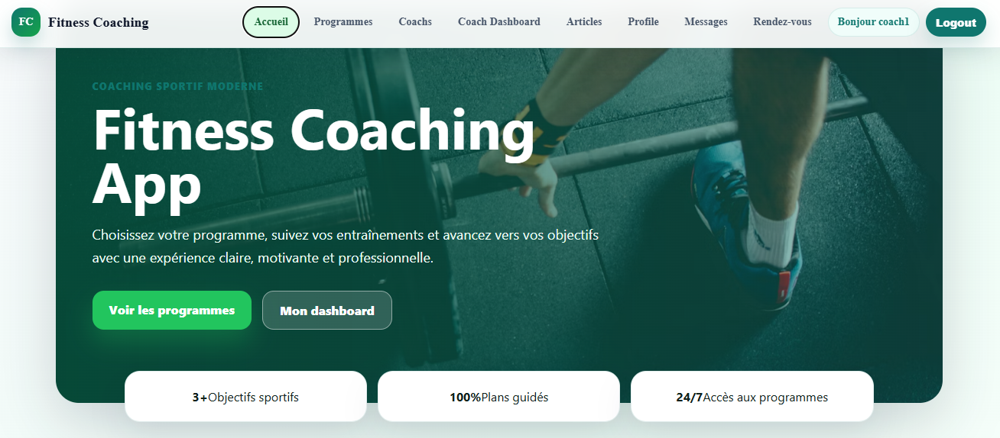 FC Fitness Coaching Accueil Programmes Coachs Coach Dashboard Articles Profile Messages Rendez-vous Bonjour coach1 Logout
COACHING SPORTIF MODERNE
Fitness Coaching
App
Choisissez votre programme, suivez vos entraînements et avancez vers vos objectifs
avec une expérience claire, motivante et professionnelle.
Voir les programmes Mon dashboard
3+Objectifs sportifs 100%Plans guidés 24/7Accès aux programmes